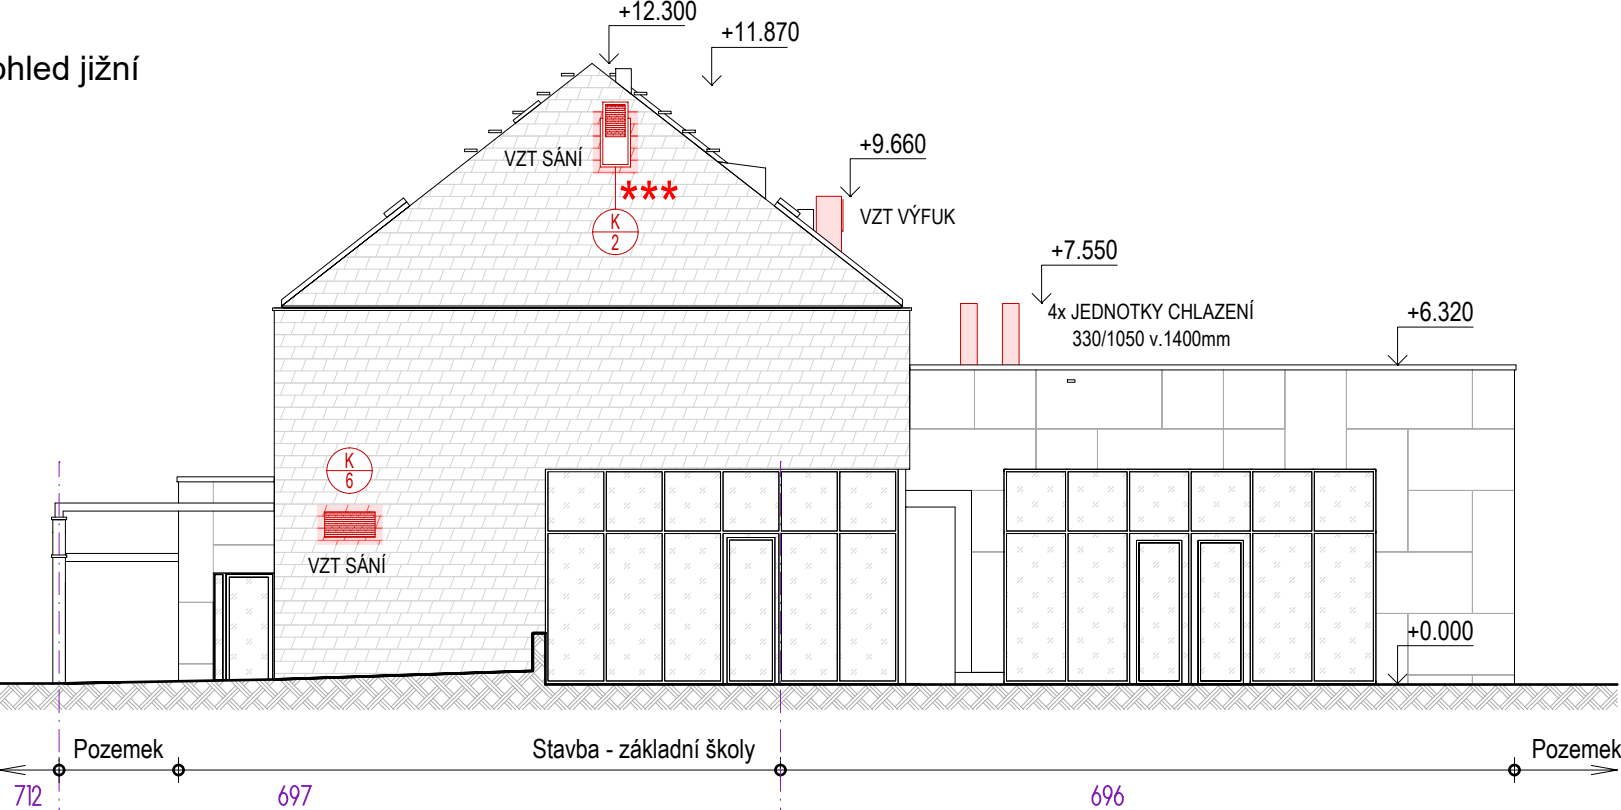 ohled jižní
+12.300
+11.870
VZT SÁNÍ
***
K
2
+9.660
VZT VÝFUK
+7.550
4x JEDNOTKY CHLAZENÍ
330/1050 v.1400mm
+6.320
K
6
VZT SÁNÍ
+0.000
Pozemek
Stavba - základní školy
Pozemek
712
697
696